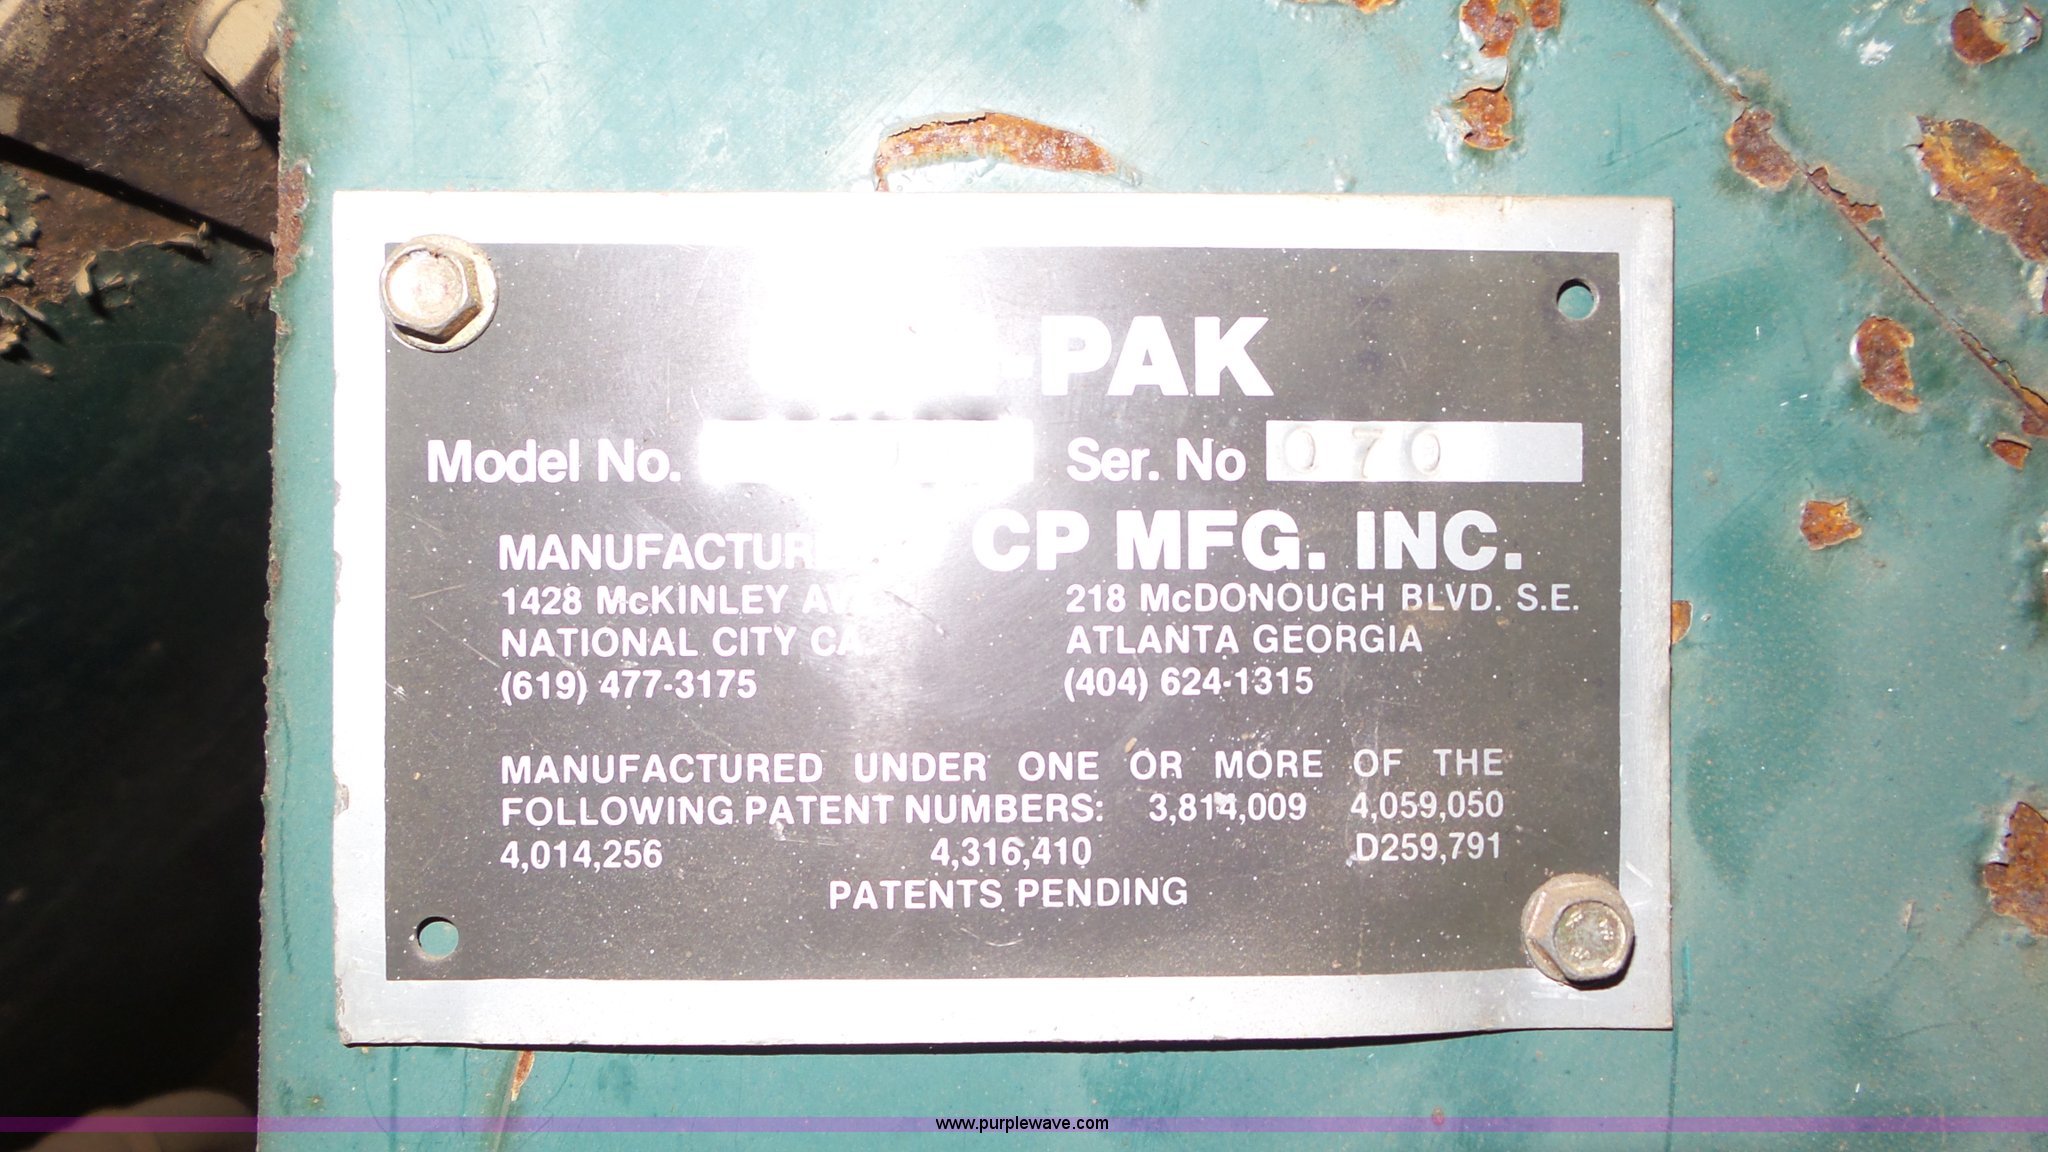 -PAK
Model No. Ser. No 070
CP MFG. INC.
1428 McKINLEY 218 McDONOUGH BLVD. S.E.
NATIONAL CITY CA ATLANTA GEORGIA
(619) 477-3175 (404) 624-1315
MANUFACTURED UNDER ONE OR MORE OF THE
FOLLOWING PATENT NUMBERS: 3,814,009 4,059,050
4,014,256 4,316,410 D259,791
PATENTS PENDING
www.purplewave.com